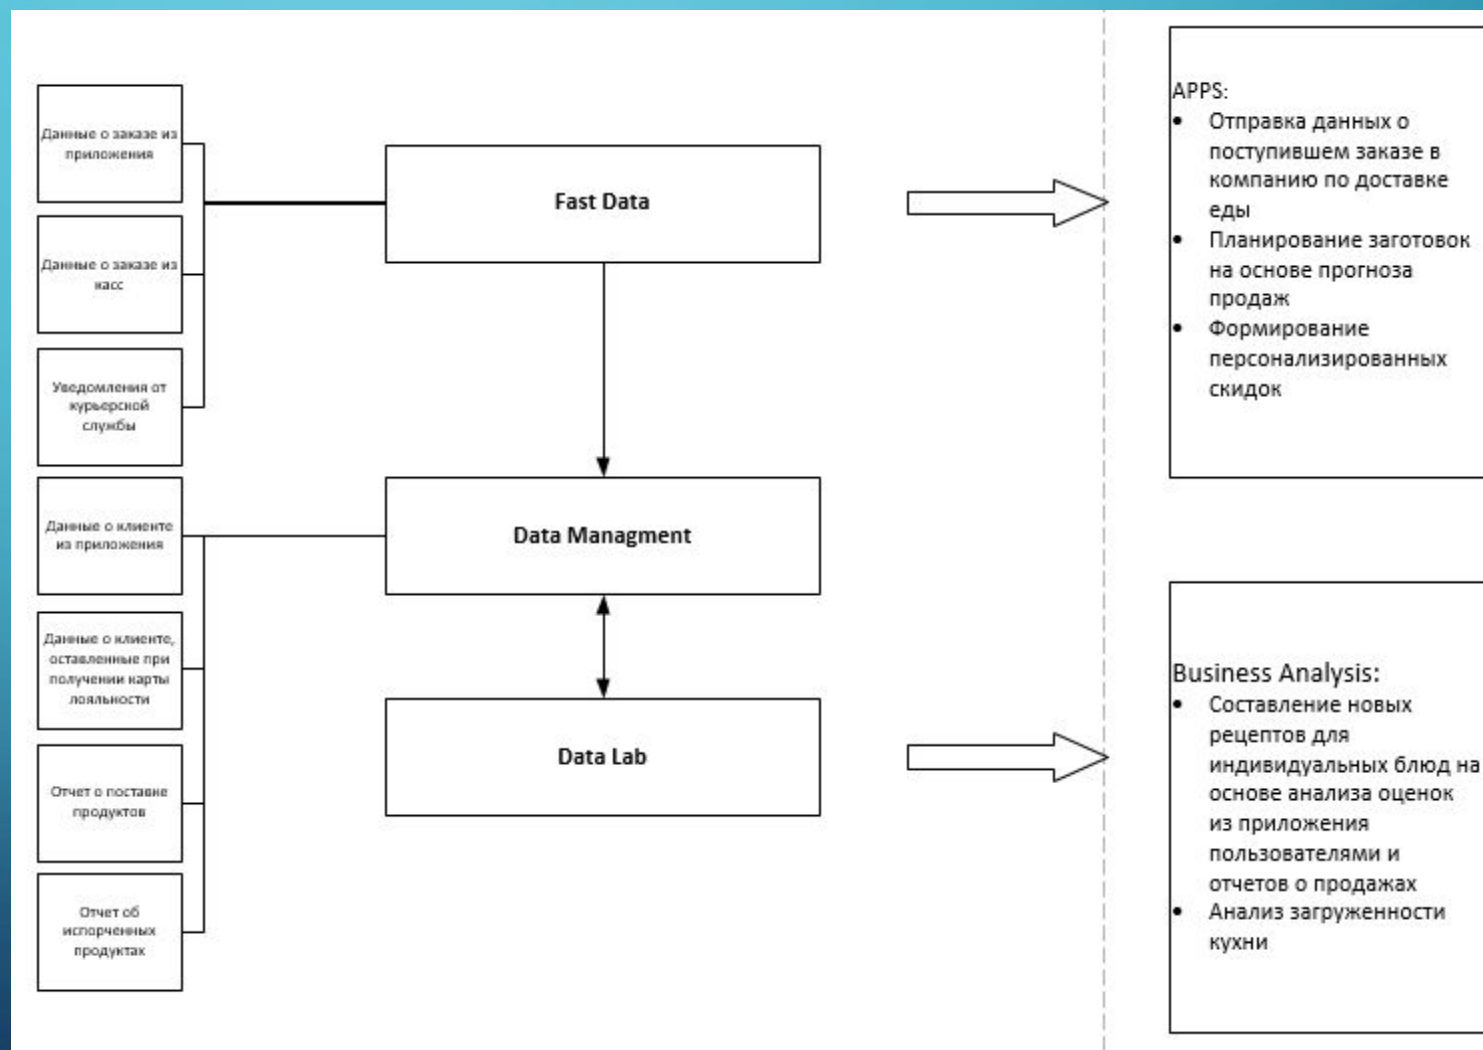 Данные о заказе из
приложения
Данные о заказе из
касс
Уведомления от
курьерской
службы
Данные о клиенте
из приложения
Данные о клиенте,
оставленные при
получении карты
лояльности
Отчет о поставке
продуктов
Отчет об
испорченных
продуктах
Fast Data
Data Managment
Data Lab
APPS:
• Отправка данных о
поступившем заказе в
компанию по доставке
еды
• Планирование заготовок
на основе прогноза
продаж
• Формирование
персонализированных
скидок
Business Analysis:
• Составление новых
рецептов для
индивидуальных блюд на
основе анализа оценок
из приложения
пользователями и
отчетов о продажах
• Анализ загруженности
кухни